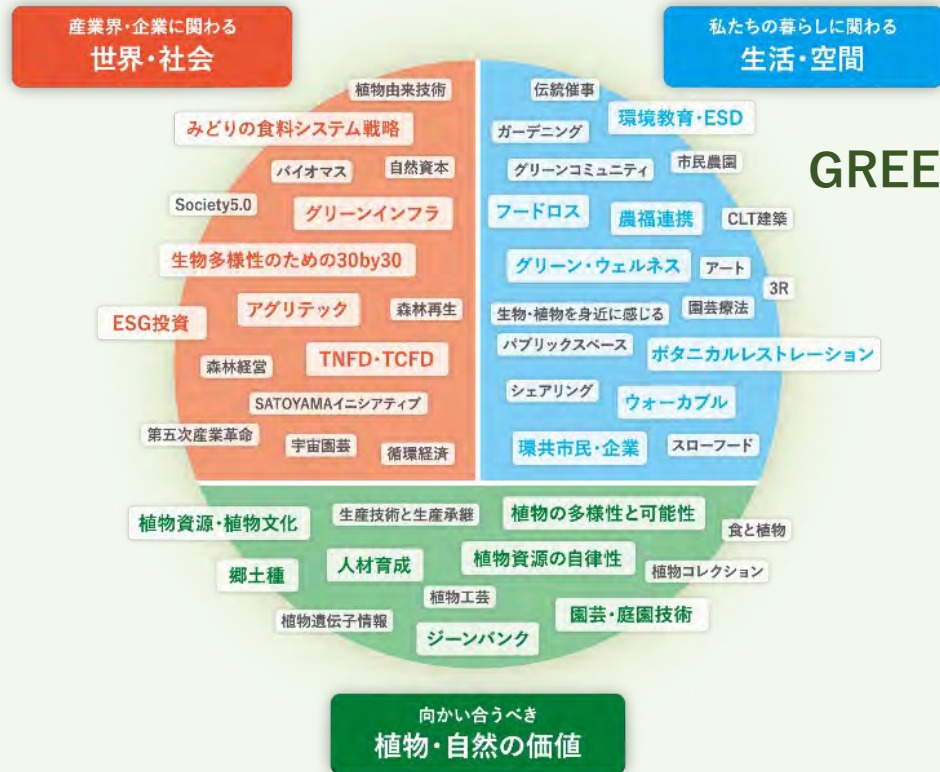 産業界・企業に関わる
世界・社会
私たちの暮らしに関わる
生活・空間
GREE
植物由来技術
みどりの食料システム戦略
バイオマス
自然資本
Society5.0
グリーンインフラ
生物多様性のための30by30
アグリテック
森林再生
ESG投資
森林経営
TNFD・TCFD
SATOYAMAイニシアティブ
第五次産業革命
宇宙園芸
循環経済
伝統催事
環境教育・ESD
ガーデニング
グリーンコミュニティ
市民農園
フードロス
農福連携
CLT建築
グリーン・ウェルネス
アート
3R
生物・植物を身近に感じる
園芸療法
パブリックスペース
ボタニカルレストレーション
シェアリング
ウォーカブル
環共市民・企業
スローフード
植物資源・植物文化
生産技術と生産承継
植物の多様性と可能性
食と植物
郷土種
人材育成
植物資源の自律性
植物コレクション
植物工芸
植物遺伝子情報
園芸・庭園技術
ジーンバンク
向かい合うべき
植物・自然の価値